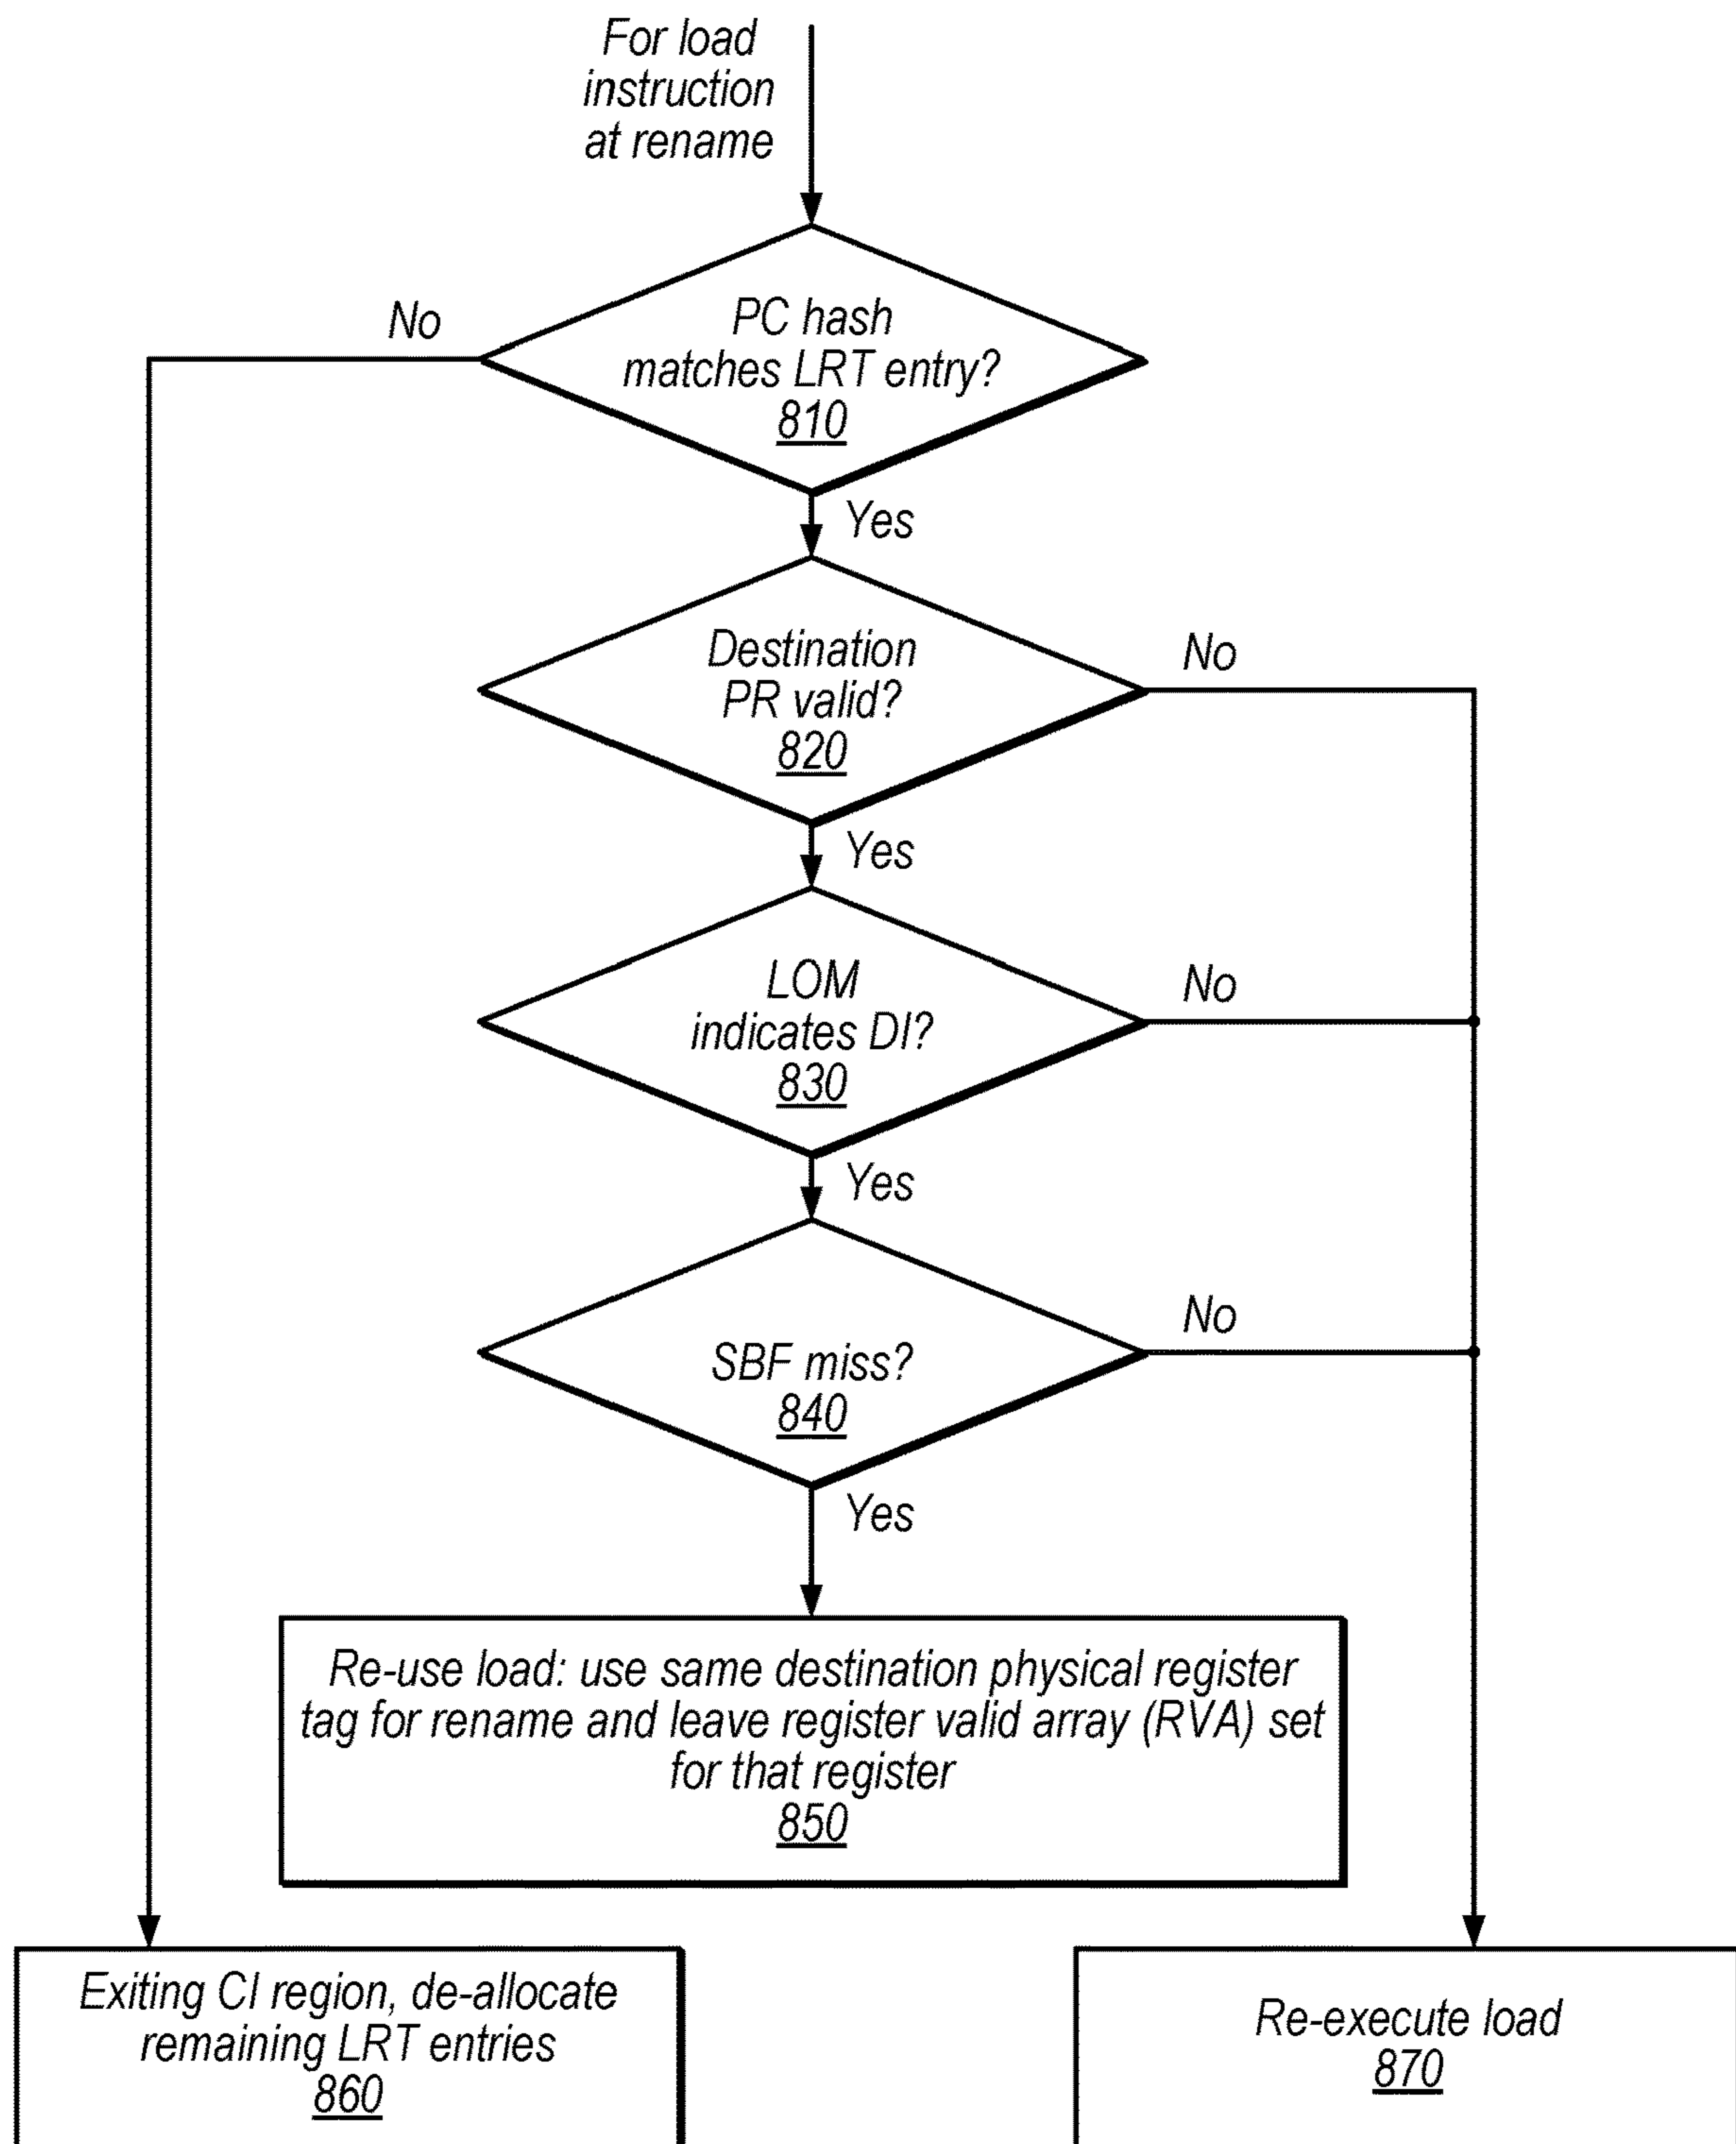 For load
instruction
at rename
PC hash
matches LRT entry?
810
No
Yes
Destination
PR valid?
820
No
Yes
LOM
indicates DI?
830
No
Yes
SBF miss?
840
No
Yes
Re-use load: use same destination physical register
tag for rename and leave register valid array (RVA) set
for that register
850
Exiting CI region, de-allocate
remaining LRT entries
860
Re-execute load
870